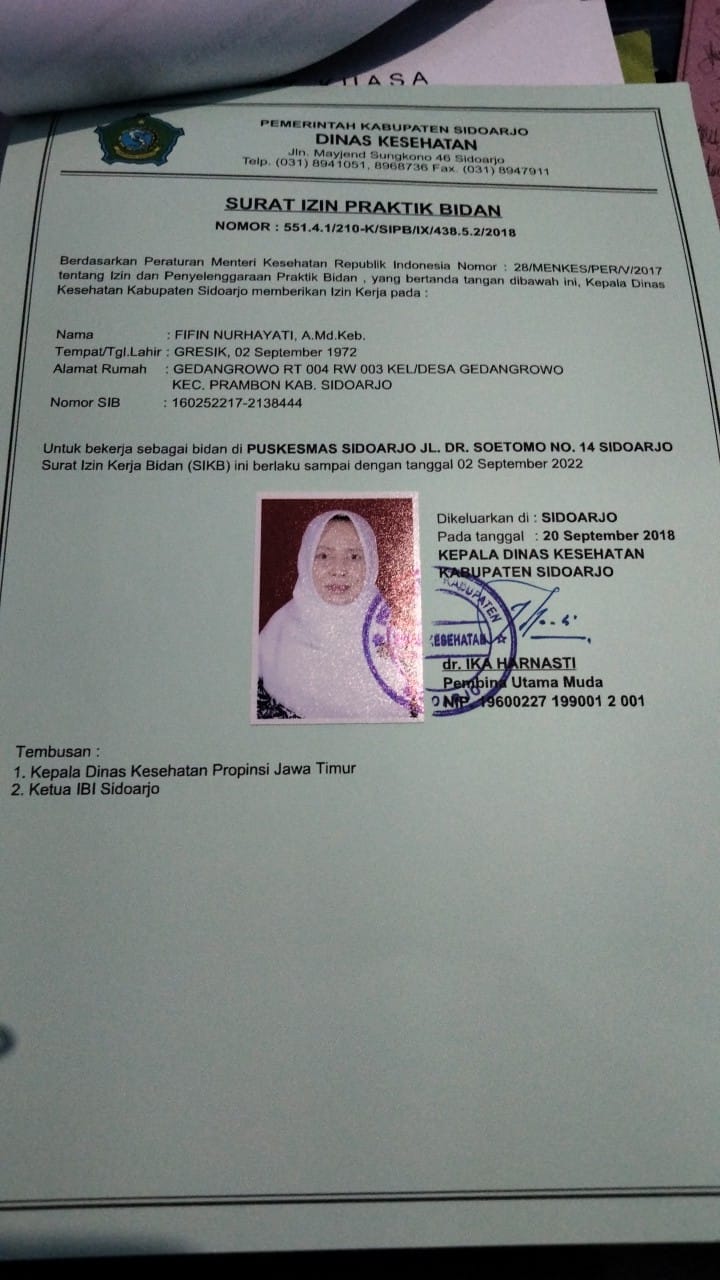 KUASA
PEMERINTAH KABUPATEN SIDOARJO
DINAS KESEHATAN
Jln. Mayjend Sungkono 46 Sidoarjo
Telp. (031) 8941051, 8968736 Fax. (031) 8947911
SURAT IZIN PRAKTIK BIDAN
NOMOR : 551.4.1/210-K/SIPB/IX/438.5.2/2018
Berdasarkan Peraturan Menteri Kesehatan Republik Indonesia Nomor : 28/MENKES/PER/V/2017
tentang Izin dan Penyelenggaraan Praktik Bidan , yang bertanda tangan dibawah ini, Kepala Dinas
Kesehatan Kabupaten Sidoarjo memberikan Izin Kerja pada :
Nama : FIFIN NURHAYATI, A.Md.Keb.
Tempat/Tgl.Lahir : GRESIK, 02 September 1972
Alamat Rumah : GEDANGROWO RT 004 RW 003 KEL/DESA GEDANGROWO
KEC. PRAMBON KAB. SIDOARJO
Nomor SIB : 160252217-2138444
Untuk bekerja sebagai bidan di PUSKESMAS SIDOARJO JL. DR. SOETOMO NO. 14 SIDOARJO
Surat Izin Kerja Bidan (SIKB) ini berlaku sampai dengan tanggal 02 September 2022
Dikeluarkan di : SIDOARJO
Pada tanggal : 20 September 2018
KEPALA DINAS KESEHATAN
KABUPATEN SIDOARJO
KABUPATEN
KESEHATAN
dr. IKA HARNASTI
Pembina Utama Muda
NIP. 19600227 199001 2 001
Tembusan :
1. Kepala Dinas Kesehatan Propinsi Jawa Timur
2. Ketua IBI Sidoarjo